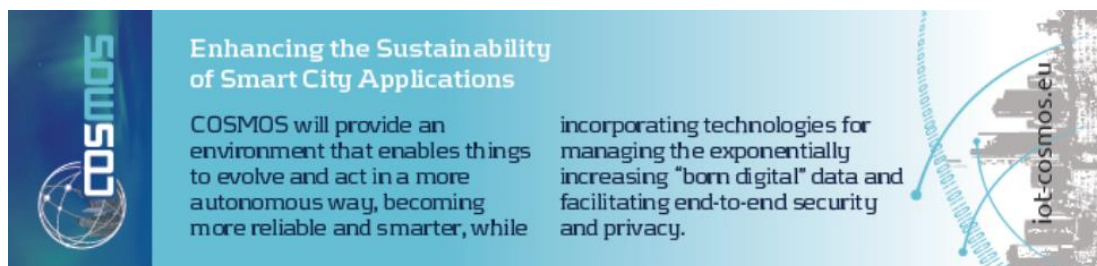 COSMOS
Enhancing the Sustainability
of Smart City Applications
COSMOS will provide an
environment that enables things
to evolve and act in a more
autonomous way, becoming
more reliable and smarter, while
incorporating technologies for
managing the exponentially
increasing “born digital” data and
facilitating end-to-end security
and privacy.
iot-cosmos.eu